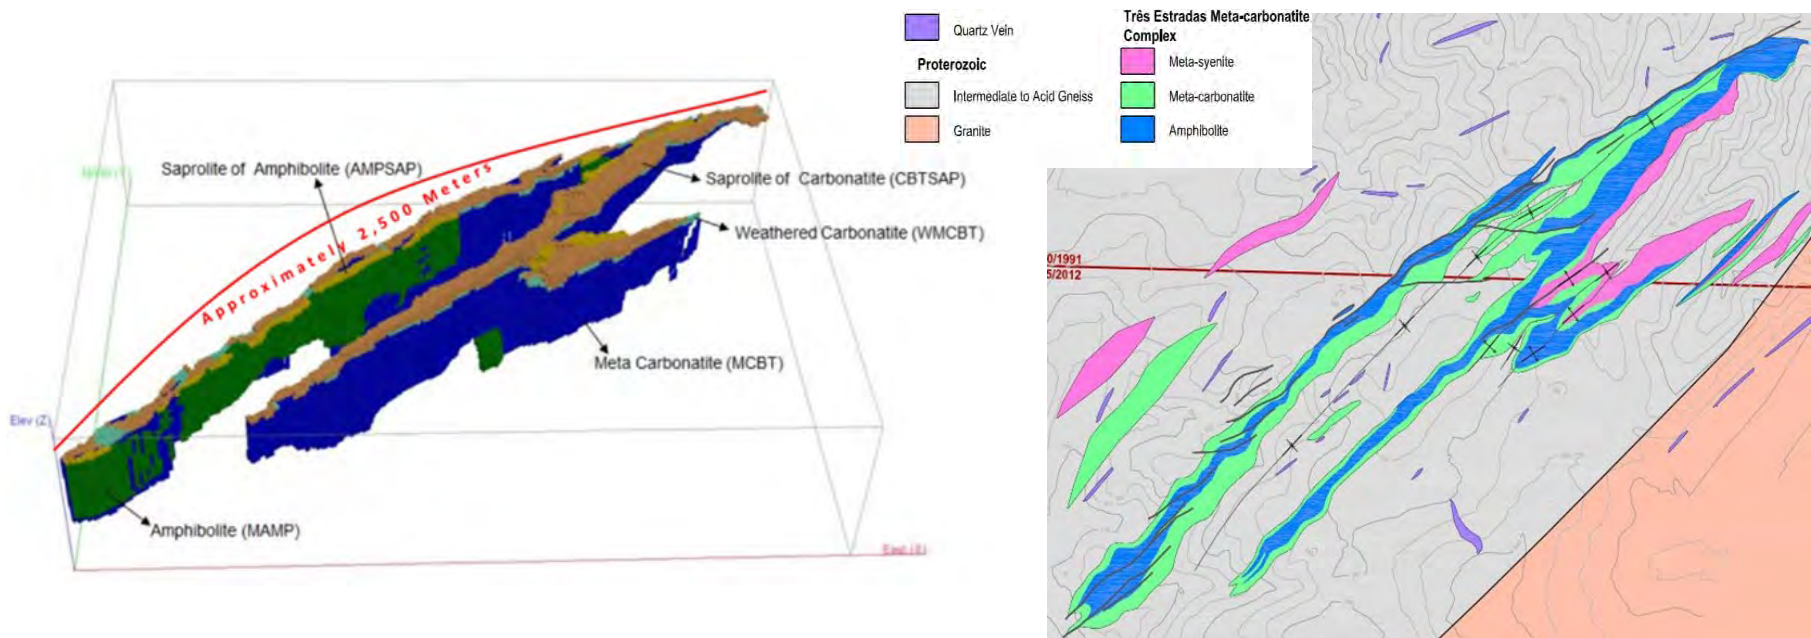 Saprolite of Amphibolite (AMPSAP)
Approximately 2,500 Meters
Saprolite of Carbonatite (CBTSAP)
Weathered Carbonatite (WMCBT)
Meta Carbonatite (MCBT)
Elev (Z)
Amphibolite (MAMP)
Quartz Vein
Proterozoic
Intermediate to Acid Gneiss
Granite
Três Estradas Meta-carbonatite
Complex
Meta-syenite
Meta-carbonatite
Amphibolite
0/1991
5/2012